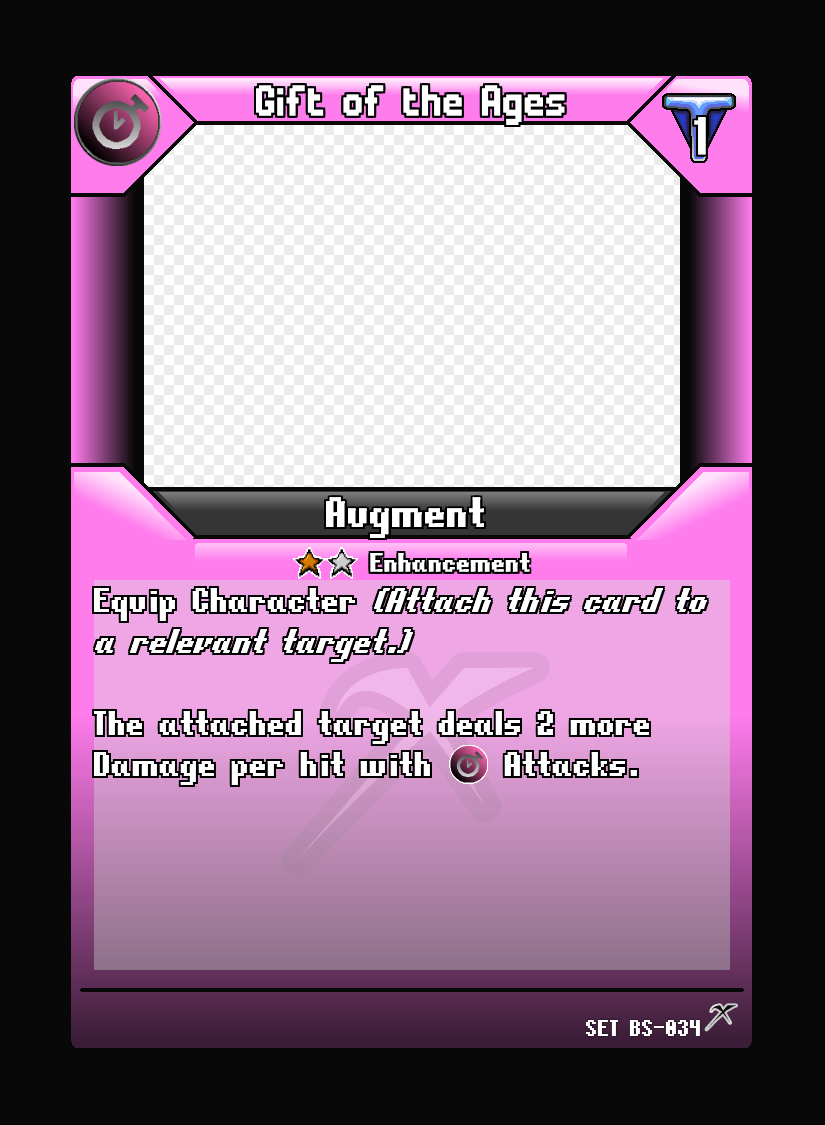 Gift of the Ages
1
Augment
Enhancement
Equip Character (Attach this card to
a relevant target.)
The attached target deals 2 more
Damage per hit with Attacks.
SET BS-034